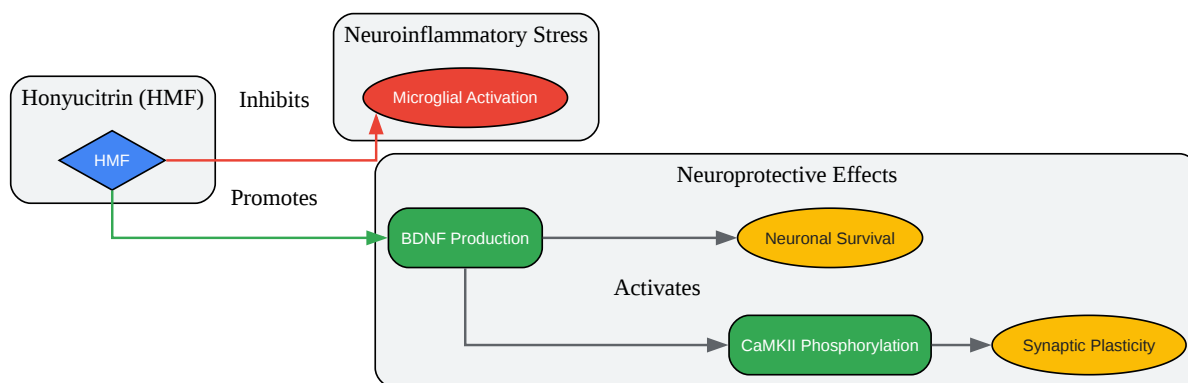 Neuroinflammatory Stress
Microglial Activation
Honyucitrin (HMF)
Inhibits
HMF
Promotes
Neuroprotective Effects
BDNF Production
Neuronal Survival
Activates
CaMKII Phosphorylation
Synaptic Plasticity